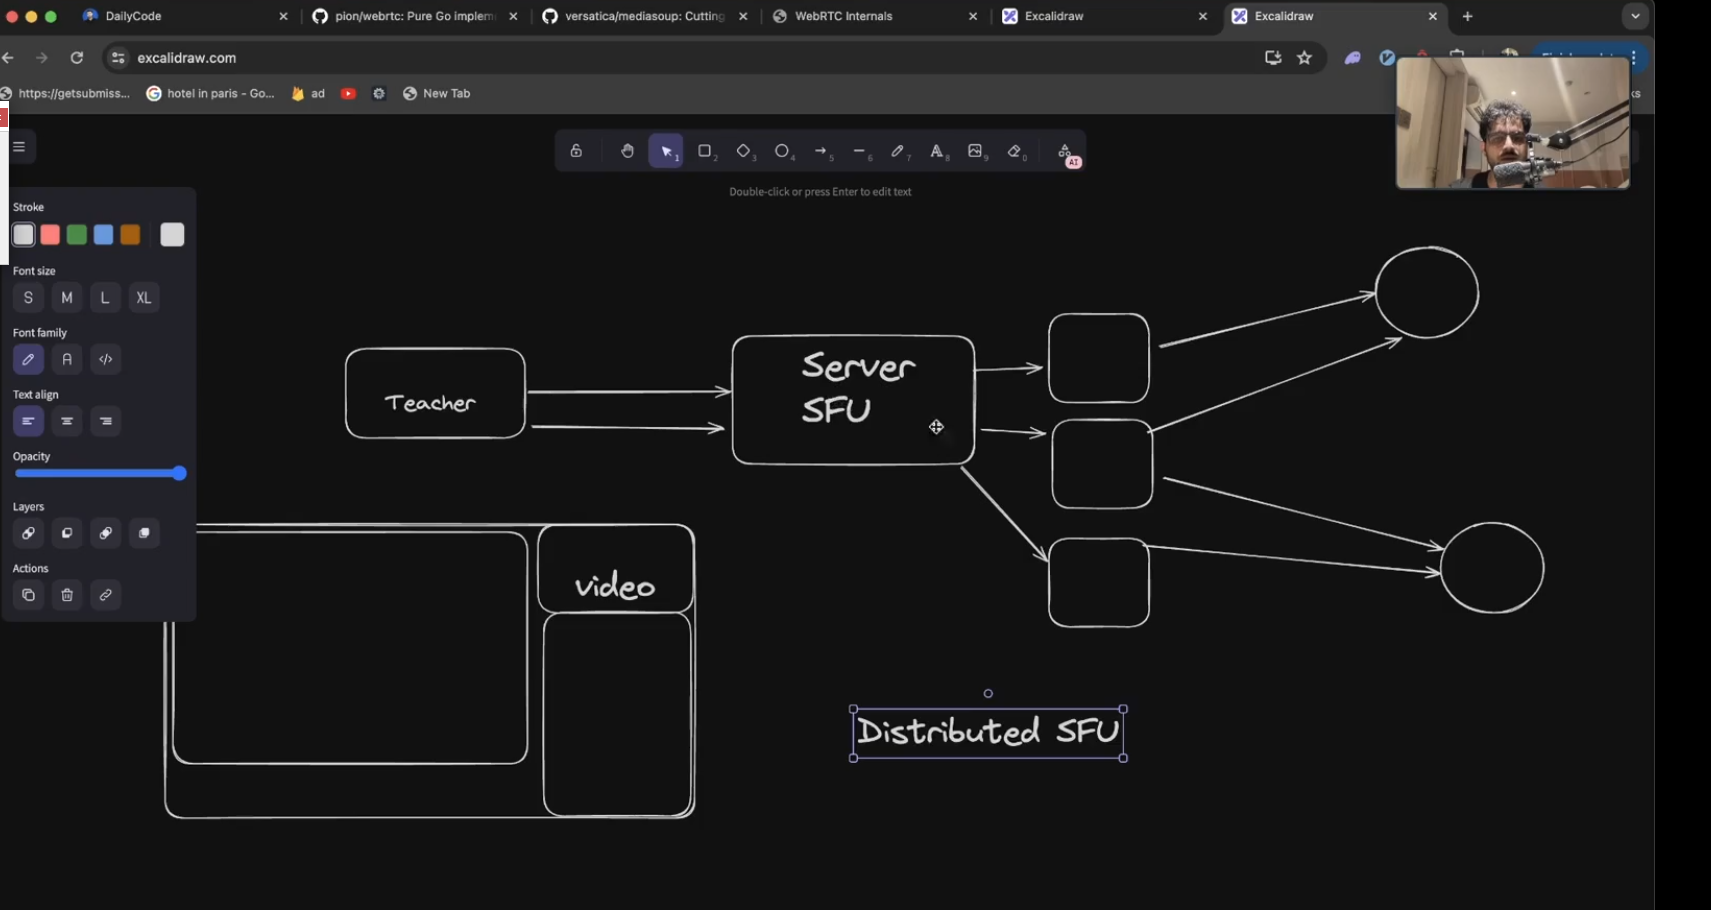 DailyCode
pion/webrtc: Pure Go implem
versatica/mediasoup: Cutting
WebRTC Internals
Excalidraw
Excalidraw
excalidraw.com
https://getsubmiss...
hotel in paris - Go...
ad
New Tab
ks
1
2
3
4
5
6
7
8
9
0
AI
Double-click or press Enter to edit text
Stroke
Font size
S M L XL
Font family
A
</>
Text align
Opacity
Layers
Actions
Teacher
Server
SFU
video
Distributed SFU